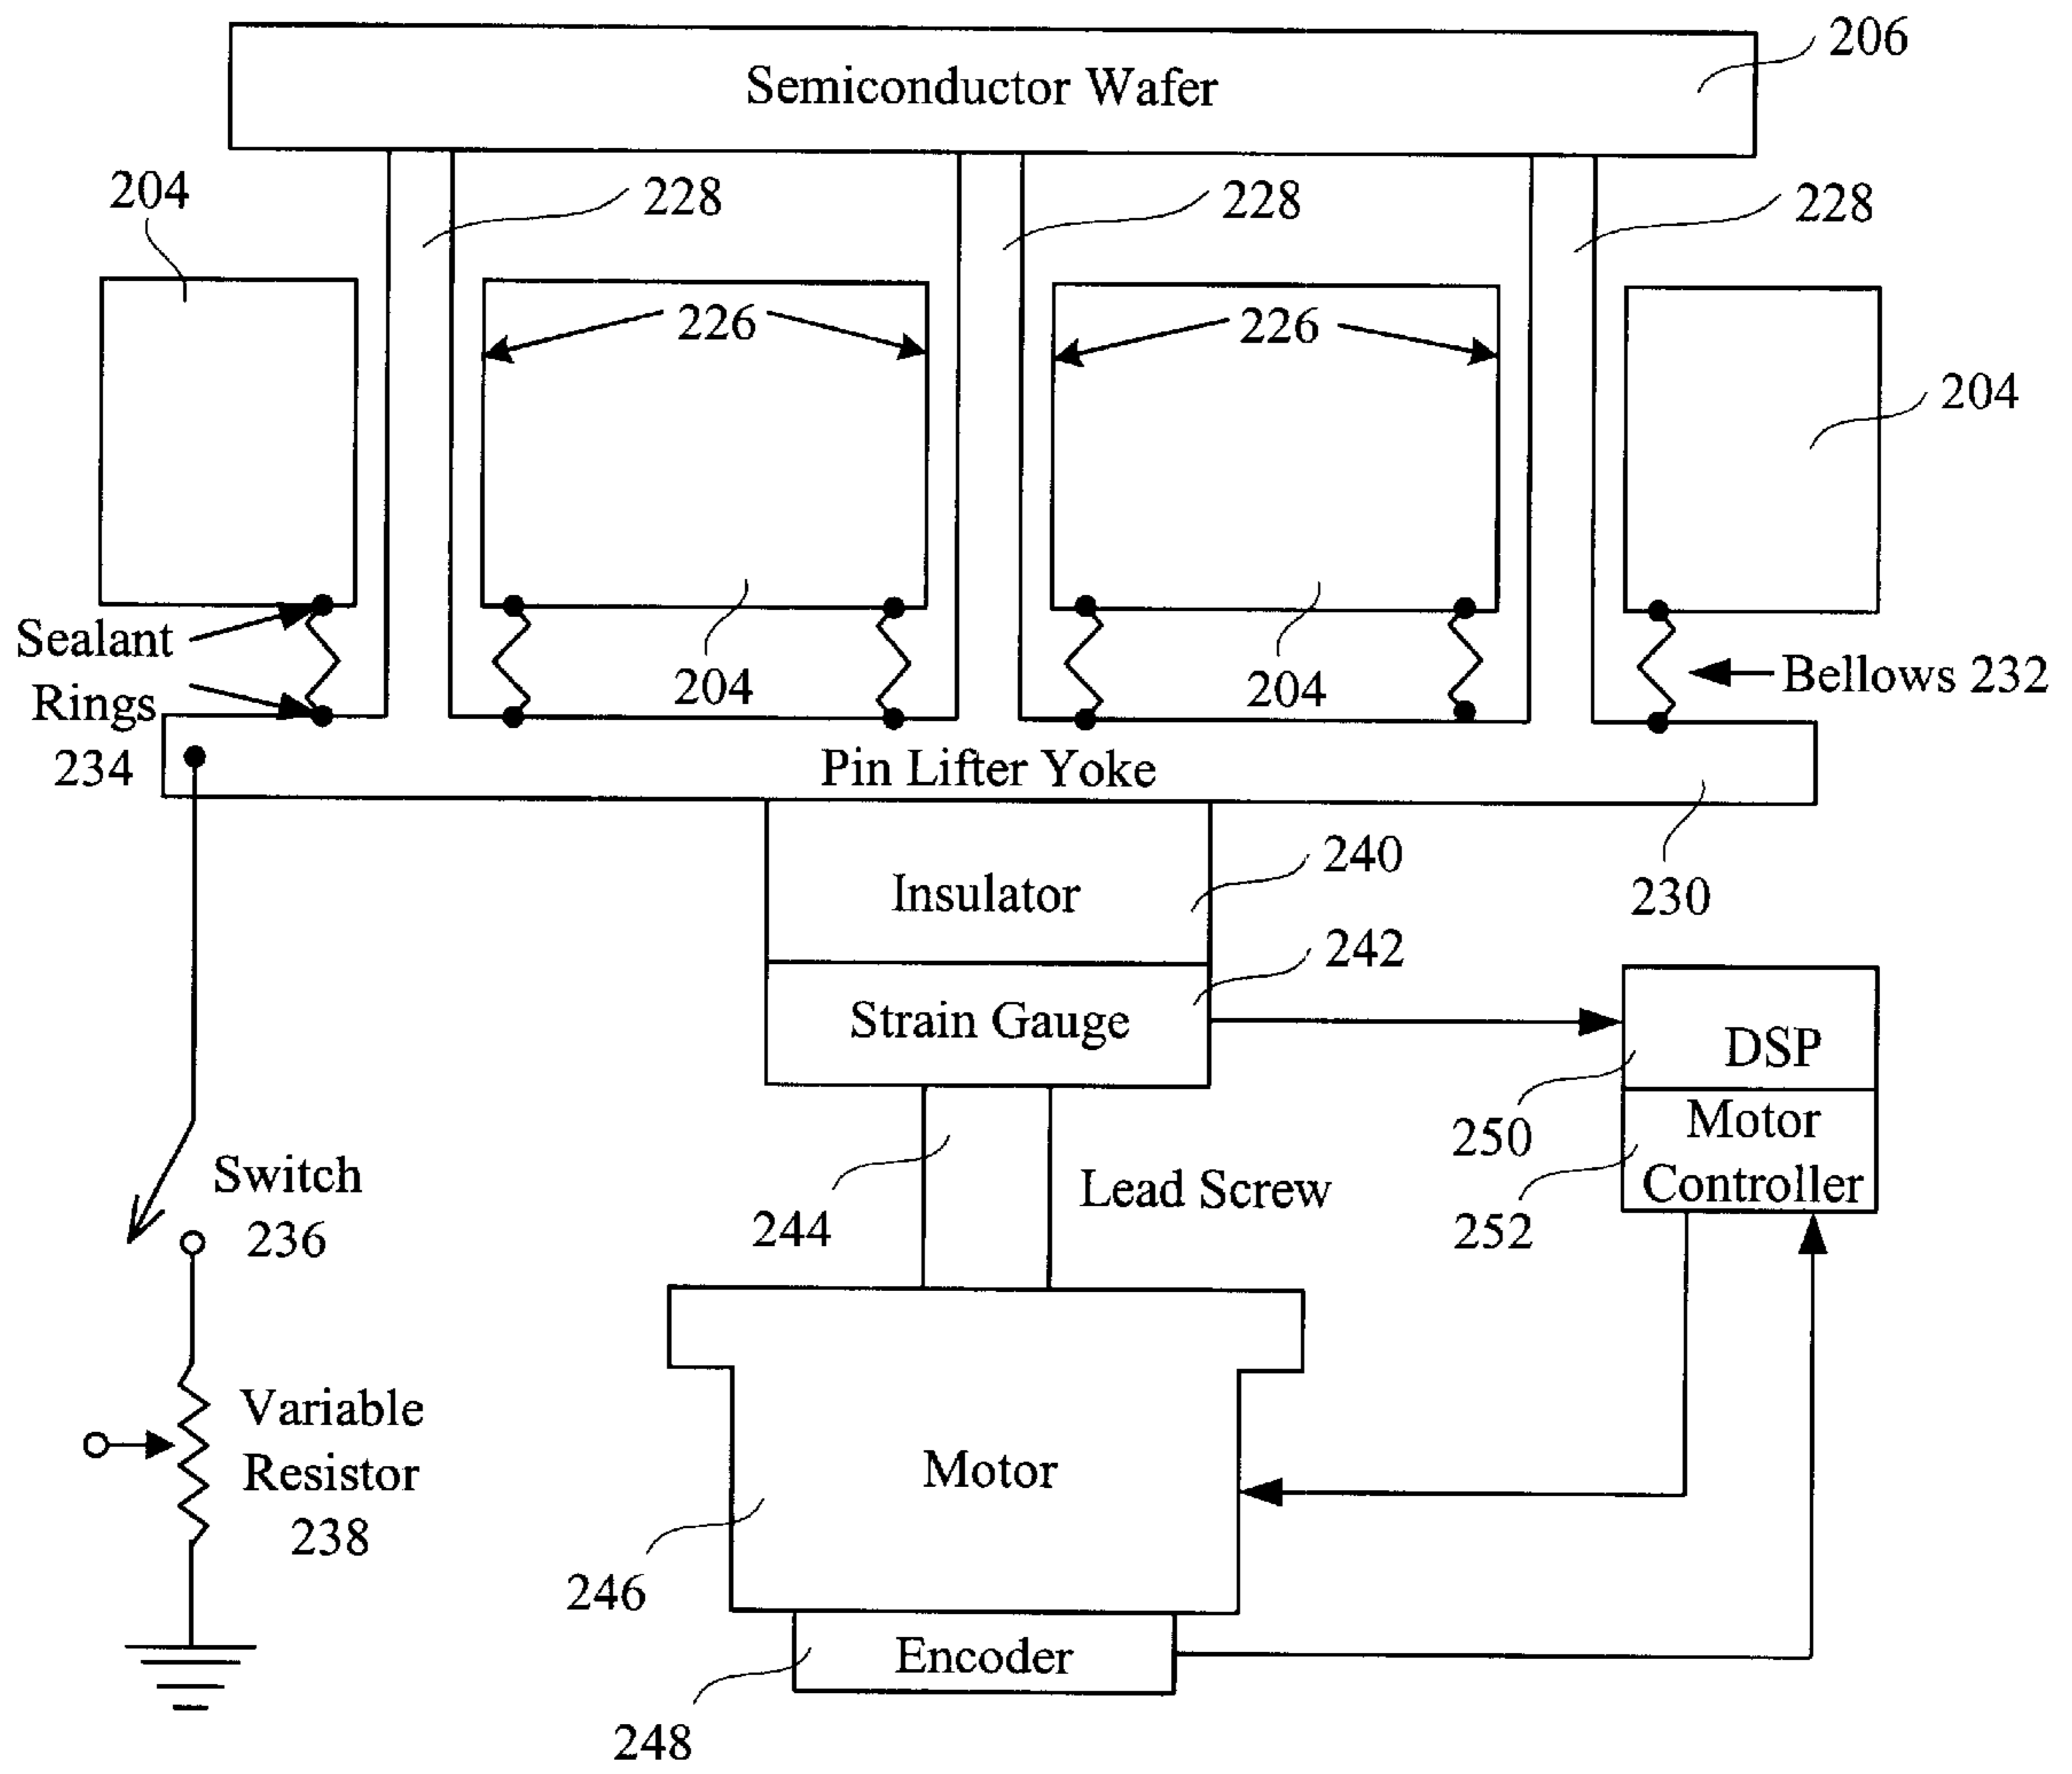 206
Semiconductor Wafer
204
228
228
228
226
226
204
Sealant
Rings
234
204
204
Bellows 232
Pin Lifter Yoke
230
Insulator
240
Strain Gauge
242
DSP
250
Motor
Controller
252
Switch
236
244
Lead Screw
Variable
Resistor
238
Motor
246
Encoder
248